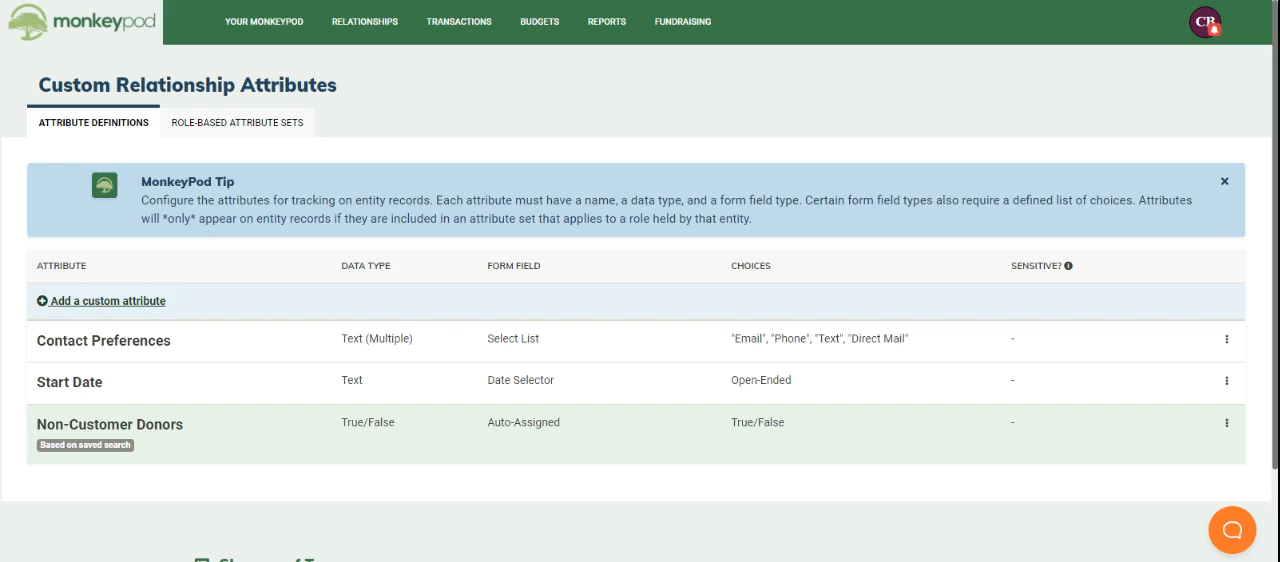 monkeypod
YOUR MONKEYPOD RELATIONSHIPS TRANSACTIONS BUDGETS REPORTS FUNDRAISING
CB
Custom Relationship Attributes
ATTRIBUTE DEFINITIONS ROLE-BASED ATTRIBUTE SETS
MonkeyPod Tip
Configure the attributes for tracking on entity records. Each attribute must have a name, a data type, and a form field type. Certain form field types also require a defined list of choices. Attributes
will *only* appear on entity records if they are included in an attribute set that applies to a role held by that entity.
ATTRIBUTE DATA TYPE FORM FIELD CHOICES SENSITIVE?
Add a custom attribute
Contact Preferences Text (Multiple) Select List "Email", "Phone", "Text", "Direct Mail" -
Start Date Text Date Selector Open-Ended -
Non-Customer Donors True/False Auto-Assigned True/False -
Based on saved search